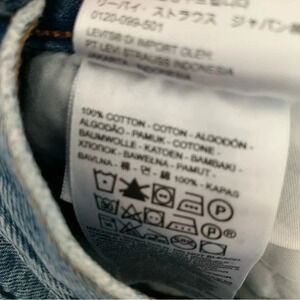 リーバイ・ストラウス ジャパン
0120-099-501
LEVI'S® DI IMPORT OLEH:
PT LEVI STRAUSS INDONESIA
JAKARTA INDONESIA
100% COTTON - COTON - ALGODÓN -
ALGODÃO - PAMUK - COTONE -
BAUMWOLLE - KATOEN - BAMBAKI -
ХЛОПОК - BAWEŁNA - PAMUT -
BAVLNA - 棉 - 면 - 綿 100% - KAPAS